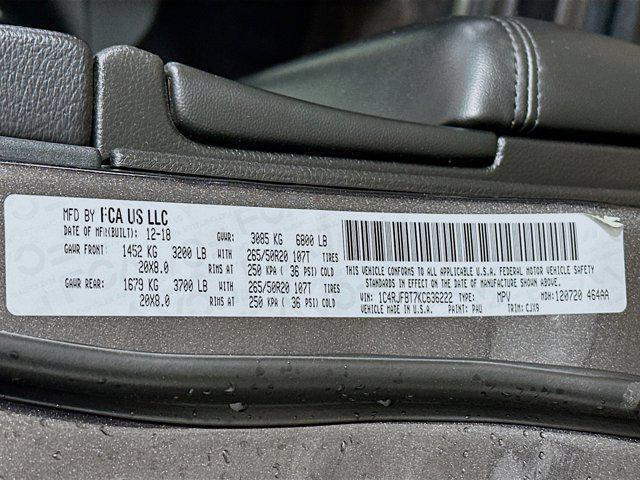 MFD BY FCA US LLC
DATE OF MFR(BUILT): 12-18 GVWR: 3085 KG 6800 LB
GAWR FRONT: 1452 KG 3200 LB WITH 265/50R20 107T TIRES
20X8.0 RIMS AT 250 KPA ( 36 PSI) COLD
GAWR REAR: 1679 KG 3700 LB WITH 265/50R20 107T TIRES
20X8.0 RIMS AT 250 KPA ( 36 PSI) COLD
THIS VEHICLE CONFORMS TO ALL APPLICABLE U.S.A. FEDERAL MOTOR VEHICLE SAFETY
STANDARDS IN EFFECT ON THE DATE OF MANUFACTURE SHOWN ABOVE.
VIN: 1C4RJFBT7KC636222 TYPE: MPV MDH: 120720 464AA
VEHICLE MADE IN U.S.A. PAINT: PAU TRIM: CJX9